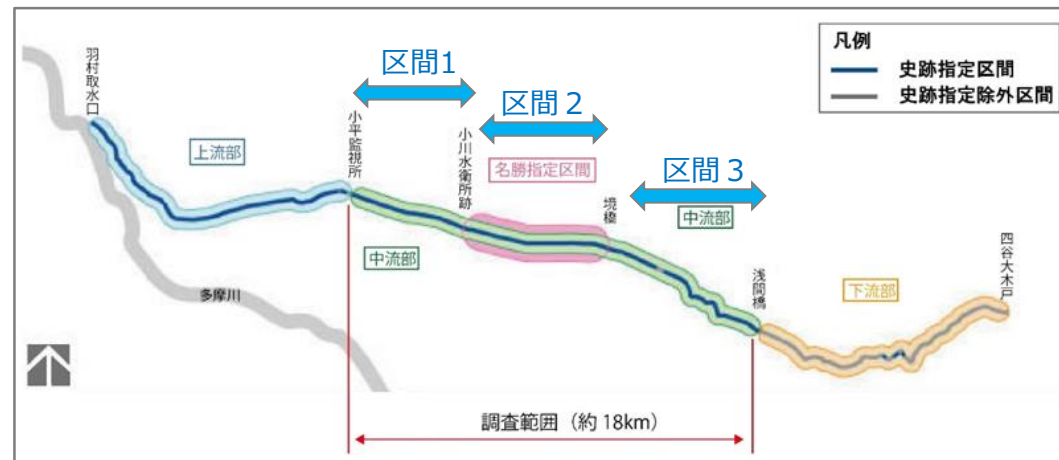 凡例
史跡指定区間
史跡指定除外区間
区間1
区間２
区間３
羽村取水口
上流部
小平監視所
小川水衛所跡
名勝指定区間
境橋
中流部
中流部
浅間橋
下流部
四谷大木戸
多摩川
調査範囲（約 18km）